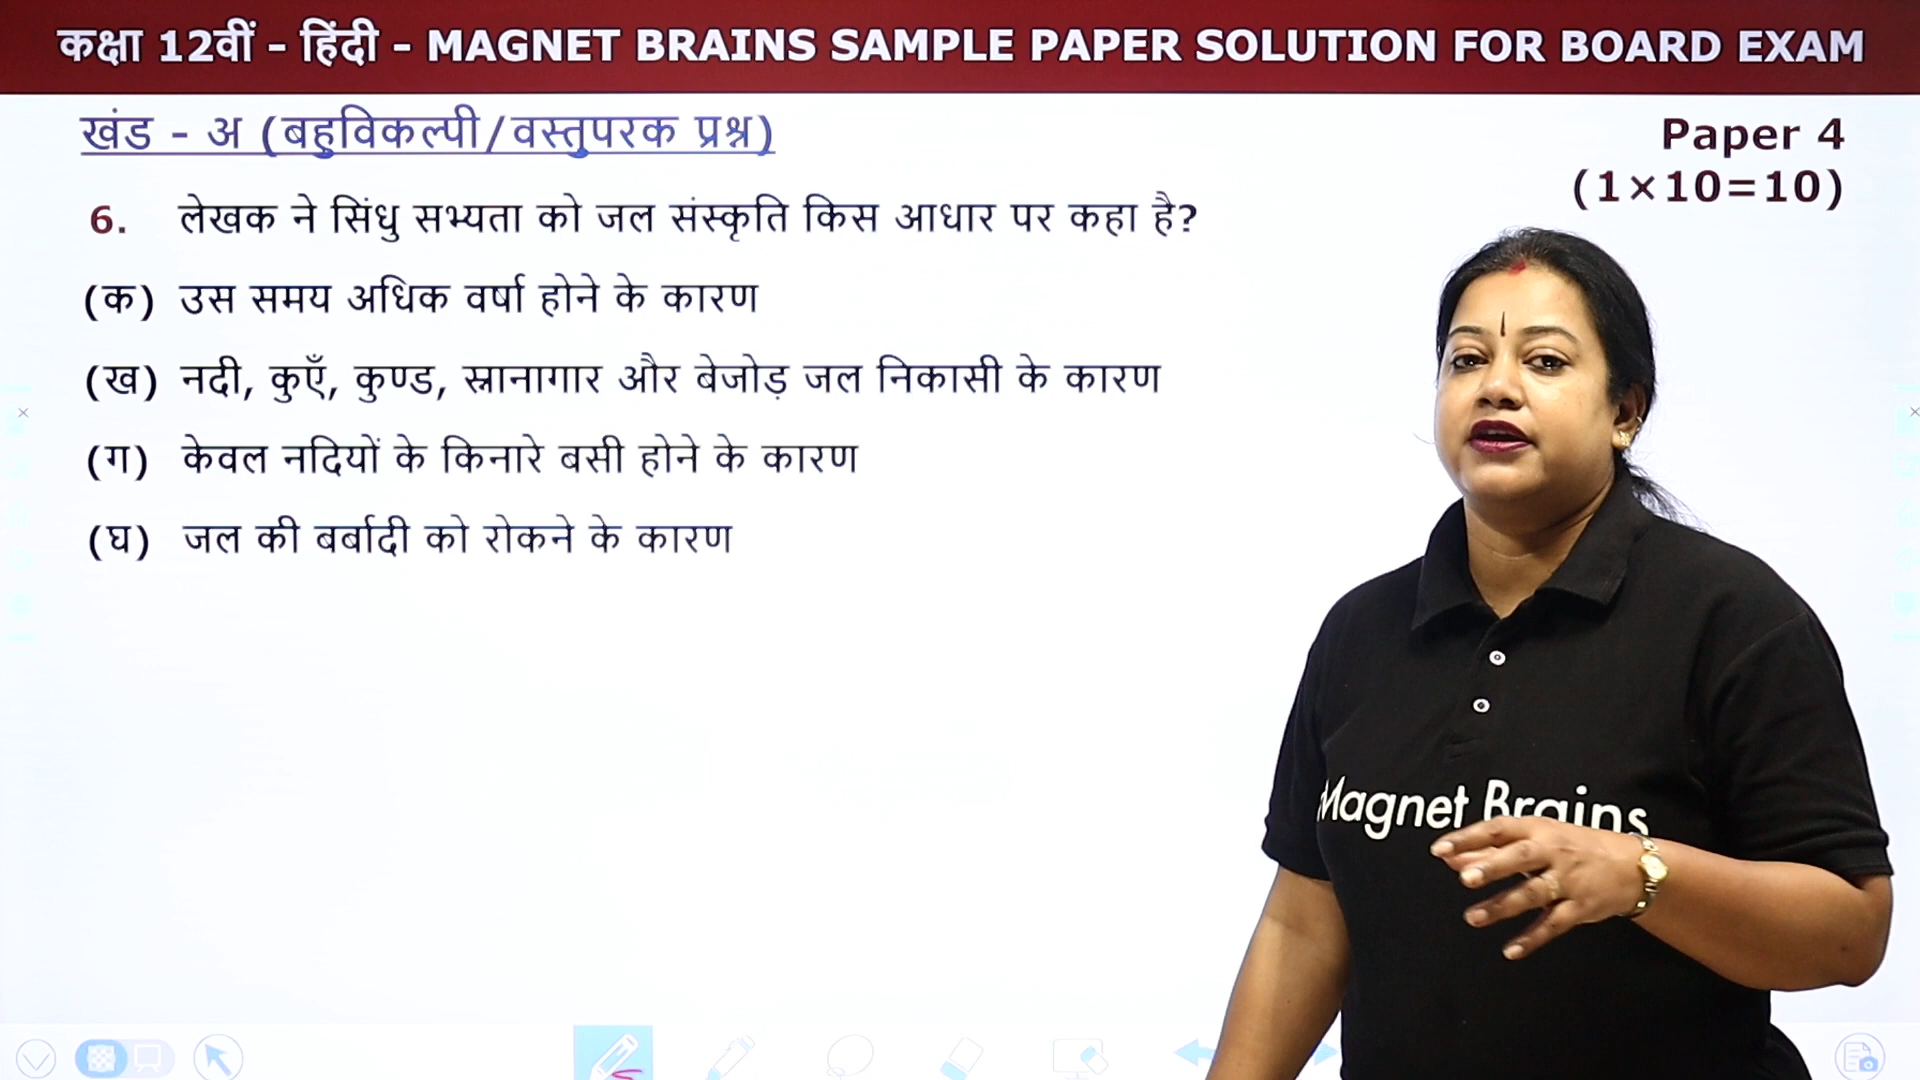 कक्षा 12वीं - हिंदी - MAGNET BRAINS SAMPLE PAPER SOLUTION FOR BOARD EXAM
खंड - अ (बहुविकल्पी/वस्तुपरक प्रश्न)
Paper 4
(1×10=10)
6. लेखक ने सिंधु सभ्यता को जल संस्कृति किस आधार पर कहा है?
(क) उस समय अधिक वर्षा होने के कारण
(ख) नदी, कुएँ, कुण्ड, स्नानागार और बेजोड़ जल निकासी के कारण
(ग) केवल नदियों के किनारे बसी होने के कारण
(घ) जल की बर्बादी को रोकने के कारण
Magnet Brains